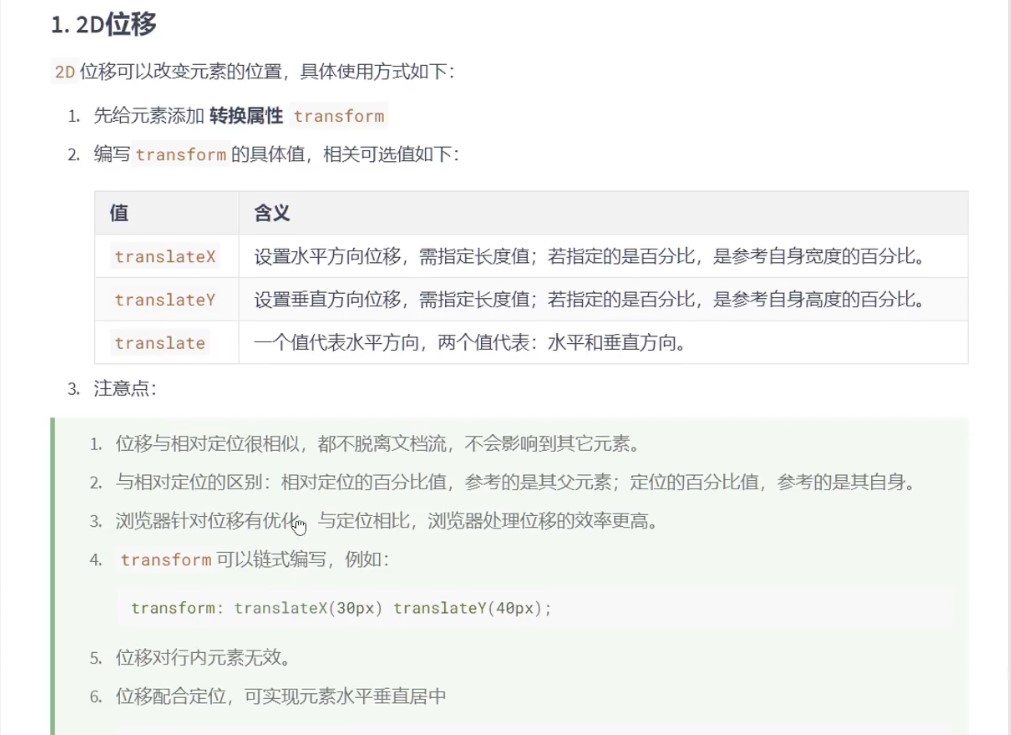 1. 2D位移
2D 位移可以改变元素的位置，具体使用方式如下：
1. 先给元素添加 转换属性 transform
2. 编写 transform 的具体值，相关可选值如下：
值 含义
translateX 设置水平方向位移，需指定长度值；若指定的是百分比，是参考自身宽度的百分比。
translateY 设置垂直方向位移，需指定长度值；若指定的是百分比，是参考自身高度的百分比。
translate 一个值代表水平方向，两个值代表：水平和垂直方向。
3. 注意点：
1. 位移与相对定位很相似，都不脱离文档流，不会影响到其它元素。
2. 与相对定位的区别：相对定位的百分比值，参考的是其父元素；定位的百分比值，参考的是其自身。
3. 浏览器针对位移有优化，与定位相比，浏览器处理位移的效率更高。
4. transform 可以链式编写，例如：
transform: translateX(30px) translateY(40px);
5. 位移对行内元素无效。
6. 位移配合定位，可实现元素水平垂直居中